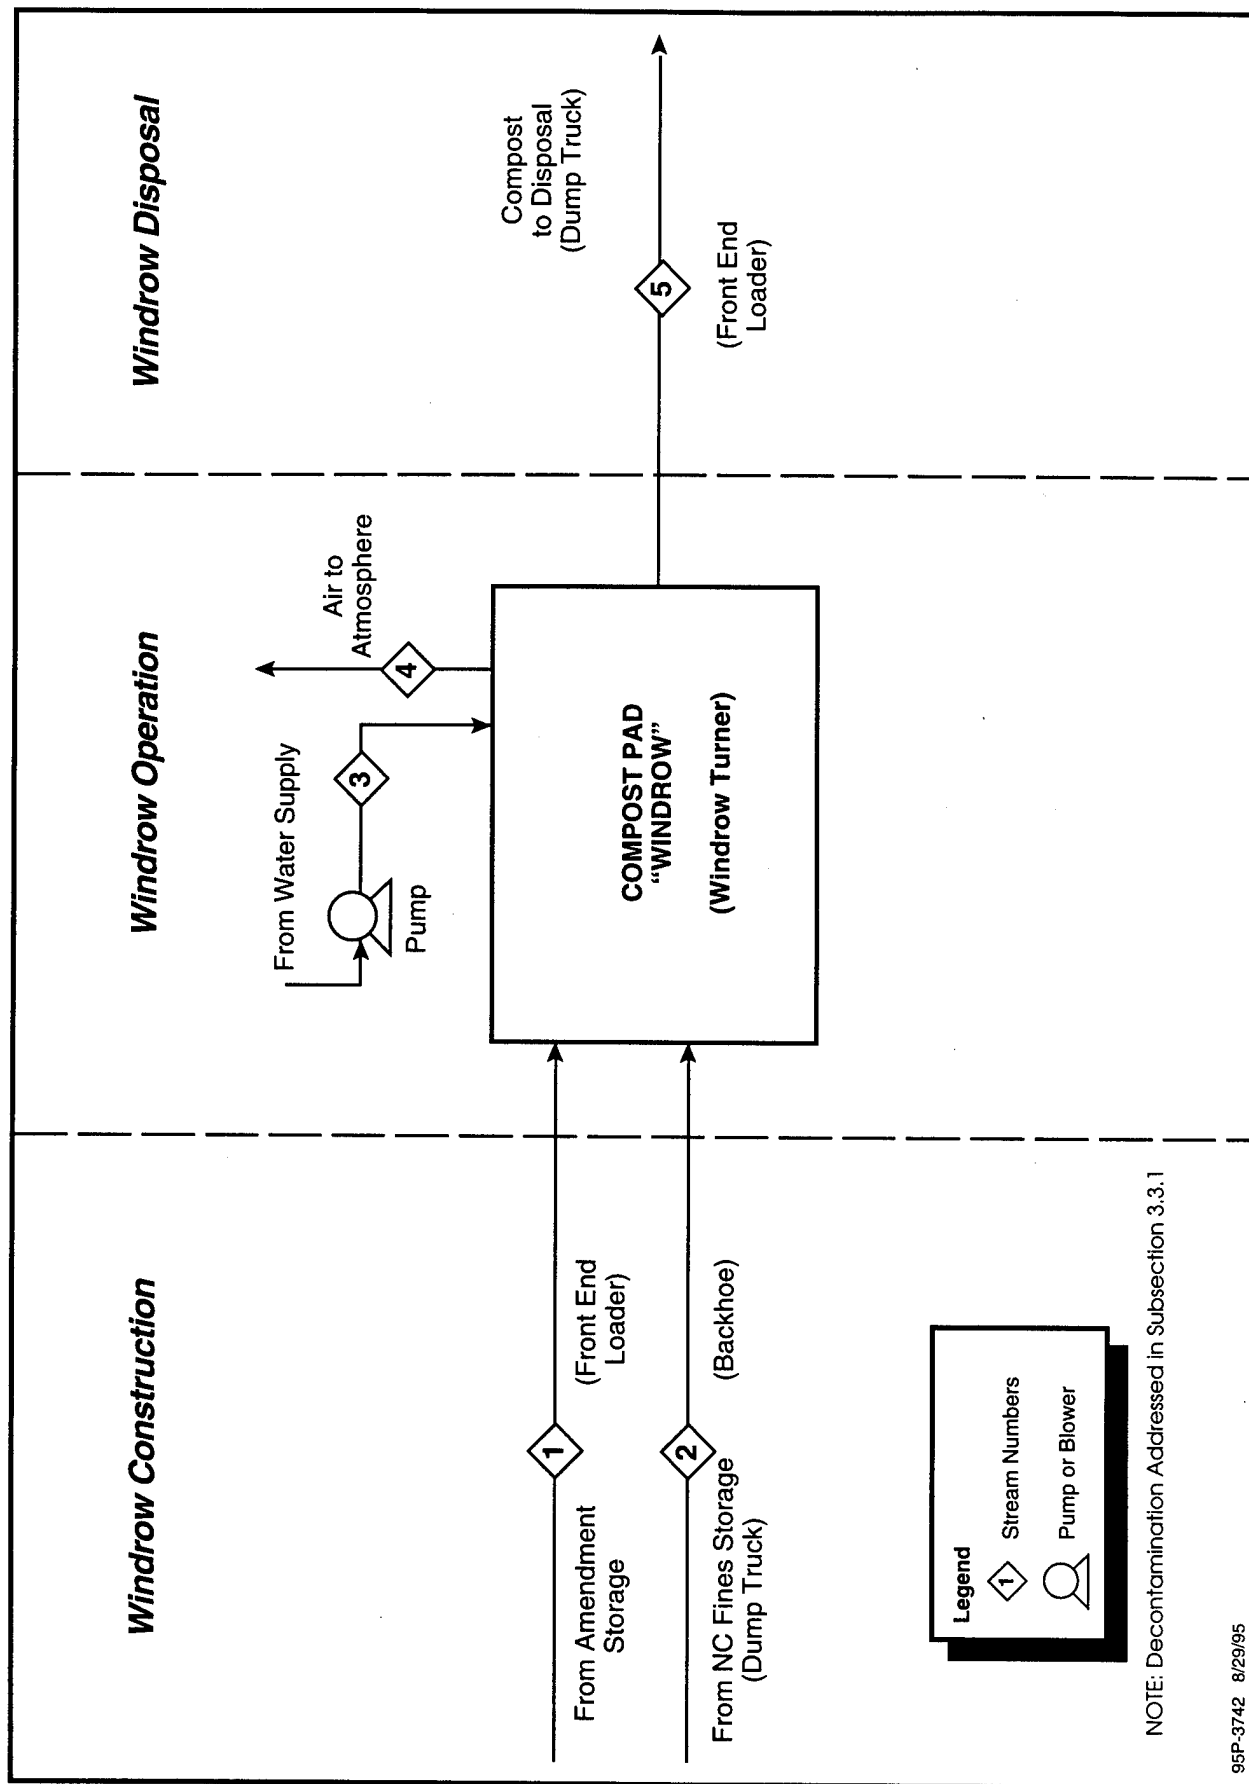 Windrow Construction
Windrow Operation
Windrow Disposal
From Amendment
Storage
1
(Front End
Loader)
From NC Fines Storage
(Dump Truck)
2
(Backhoe)
From Water Supply
Pump
3
4
Air to
Atmosphere
COMPOST PAD
“WINDROW”
(Windrow Turner)
5
Compost
to Disposal
(Dump Truck)
(Front End
Loader)
Legend
1
Stream Numbers
Pump or Blower
NOTE: Decontamination Addressed in Subsection 3.3.1
95P-3742 8/29/95